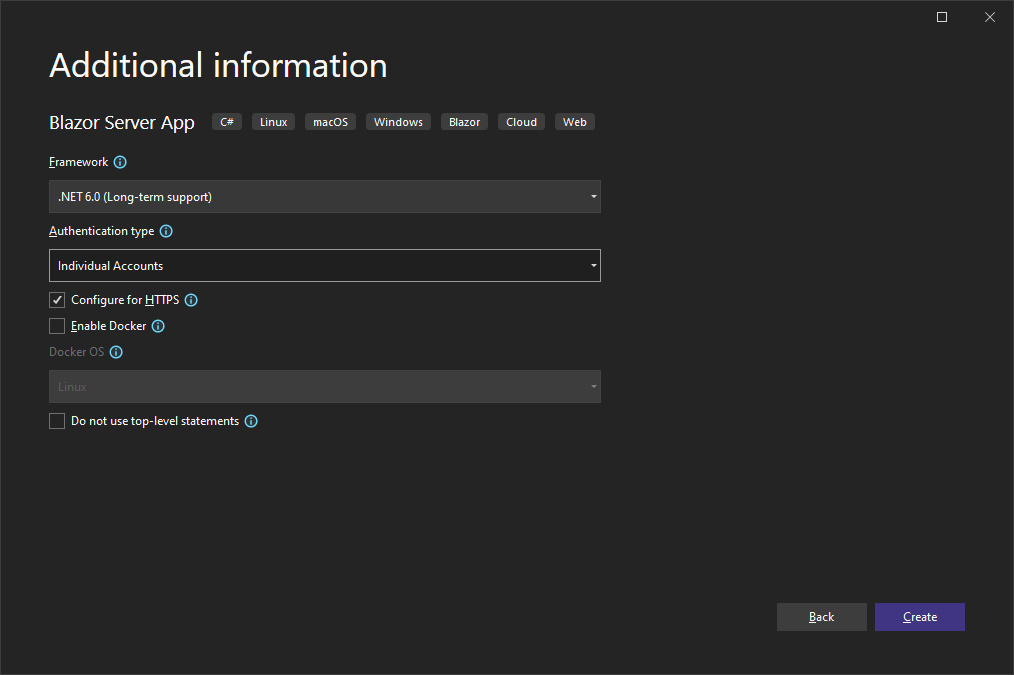 Additional information
Blazor Server App C# Linux macOS Windows Blazor Cloud Web
Framework
.NET 6.0 (Long-term support)
Authentication type
Individual Accounts
Configure for HTTPS
Enable Docker
Docker OS
Linux
Do not use top-level statements
Back Create